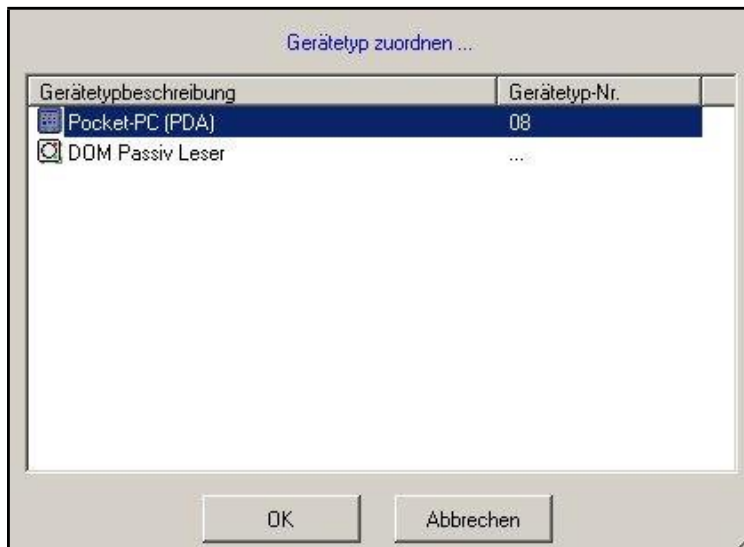 Gerätetyp zuordnen ...
Gerätetypbeschreibung Gerätetyp-Nr.
Pocket-PC (PDA) 08
DOM Passiv Leser ...
OK Abbrechen